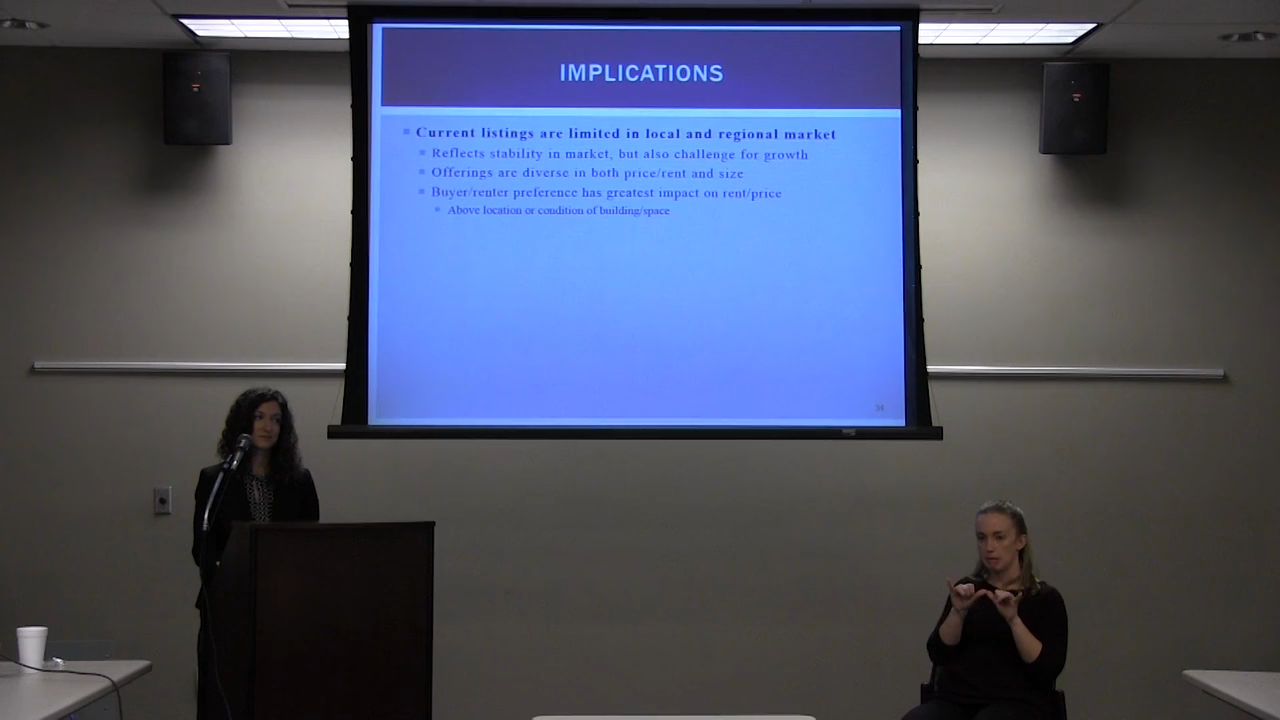 IMPLICATIONS
Current listings are limited in local and regional market
Reflects stability in market, but also challenge for growth
Offerings are diverse in both price/rent and size
Buyer/renter preference has greatest impact on rent/price
Above location or condition of building/space
34